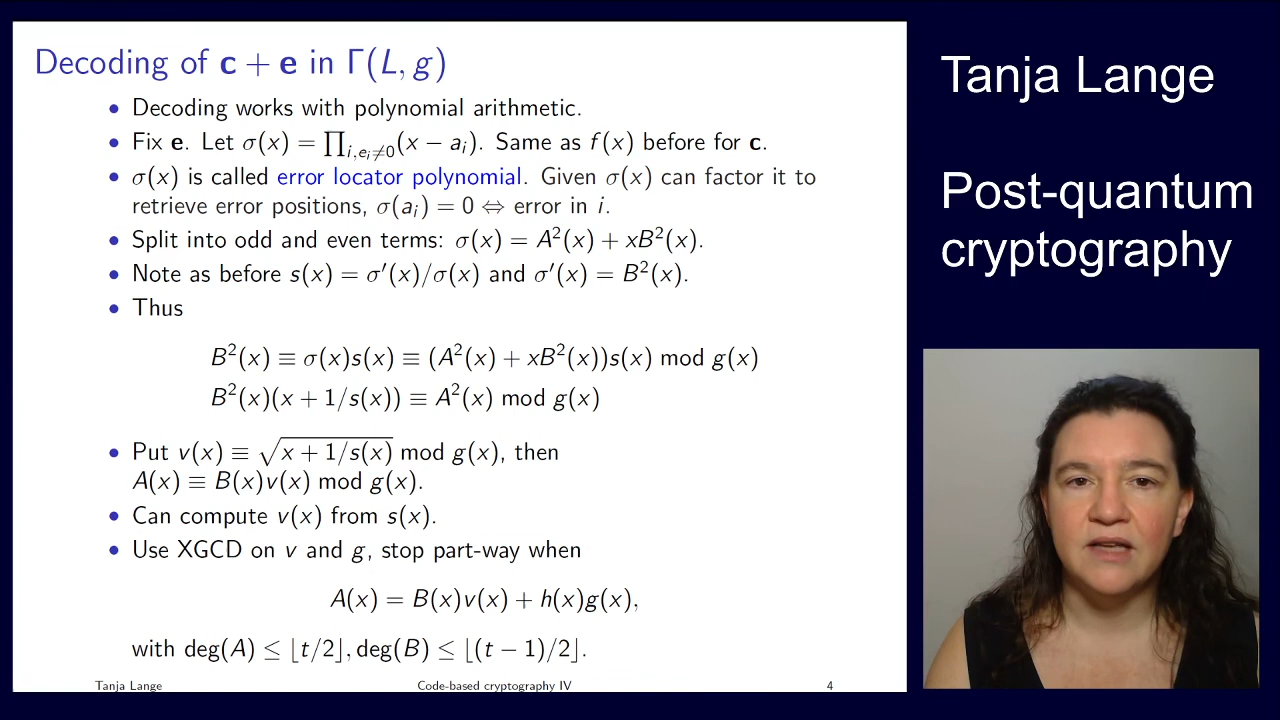 Decoding of c + e in Γ(L, g)
• Decoding works with polynomial arithmetic.
• Fix e. Let σ(x) = ∏_{i,e_i≠0}(x − a_i). Same as f(x) before for c.
• σ(x) is called error locator polynomial. Given σ(x) can factor it to
retrieve error positions, σ(a_i) = 0 ⇔ error in i.
• Split into odd and even terms: σ(x) = A²(x) + xB²(x).
• Note as before s(x) = σ′(x)/σ(x) and σ′(x) = B²(x).
• Thus
B²(x) ≡ σ(x)s(x) ≡ (A²(x) + xB²(x))s(x) mod g(x)
B²(x)(x + 1/s(x)) ≡ A²(x) mod g(x)
• Put v(x) ≡ √(x + 1/s(x)) mod g(x), then
A(x) ≡ B(x)v(x) mod g(x).
• Can compute v(x) from s(x).
• Use XGCD on v and g, stop part-way when
A(x) = B(x)v(x) + h(x)g(x),
with deg(A) ≤ ⌊t/2⌋, deg(B) ≤ ⌊(t − 1)/2⌋.
Tanja Lange Code-based cryptography IV 4
Tanja Lange
Post-quantum
cryptography